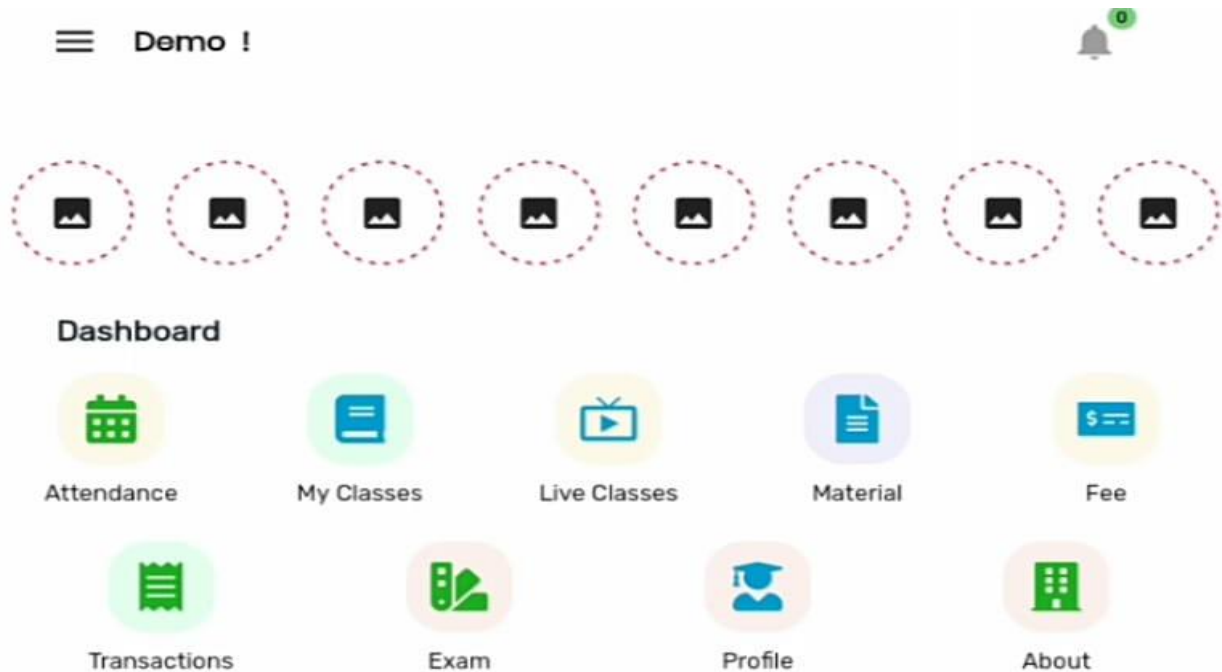 Demo !
0
Dashboard
Attendance My Classes Live Classes Material Fee
Transactions Exam Profile About